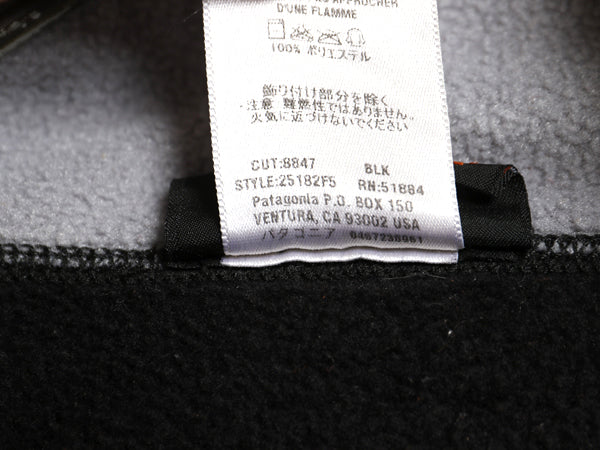 APPROCHER
D'UNE FLAMME
100% ポリエステル
飾り付け部分を除く
注意 難燃性ではありません。
火気に近づけないでください
CUT:8847 BLK
STYLE:25182F5 RN:51884
Patagonia P.O. BOX 150
VENTURA, CA 93002 USA
パタゴニア